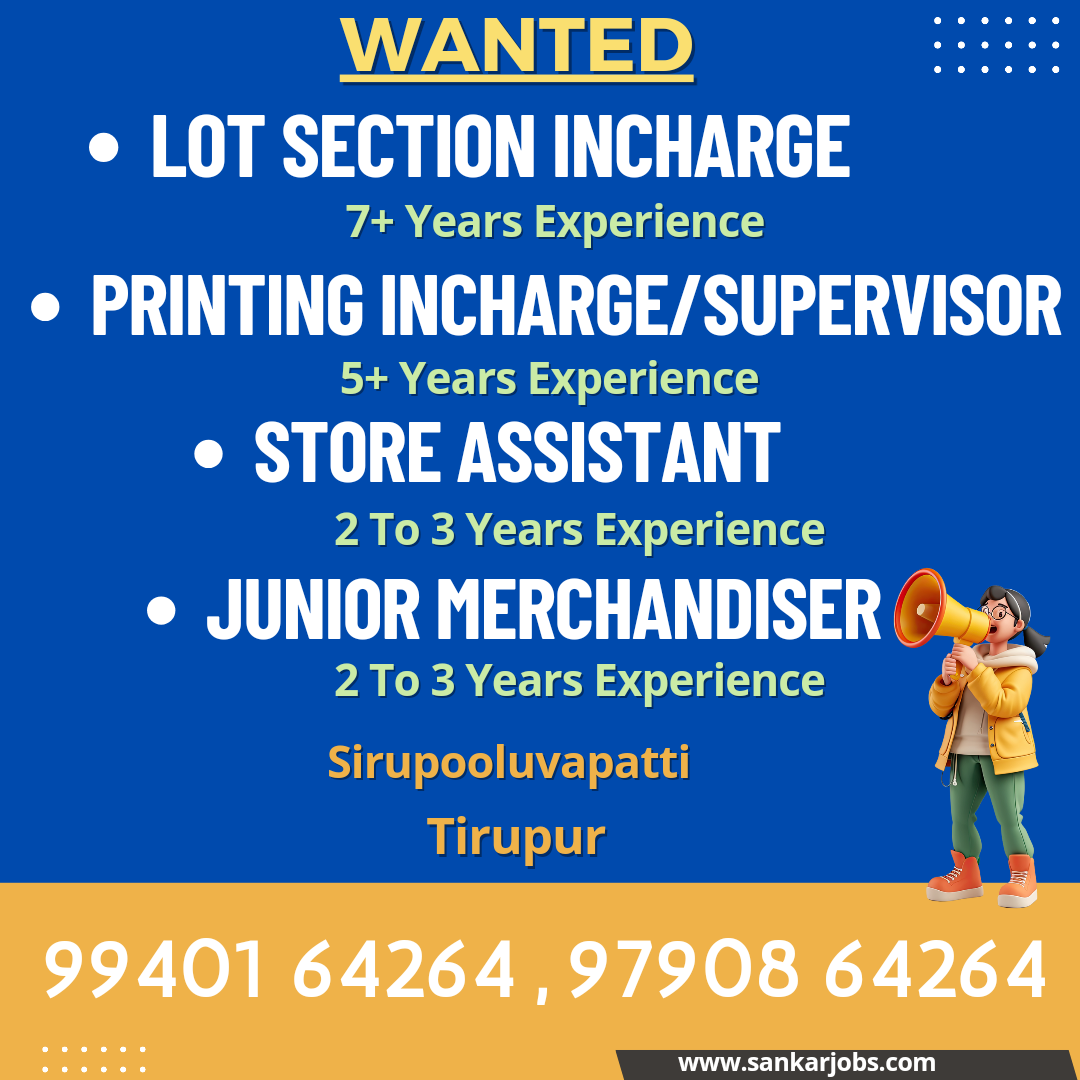 WANTED
• LOT SECTION INCHARGE
7+ Years Experience
• PRINTING INCHARGE/SUPERVISOR
5+ Years Experience
• STORE ASSISTANT
2 To 3 Years Experience
• JUNIOR MERCHANDISER
2 To 3 Years Experience
Sirupooluvapatti
Tirupur
99401 64264 , 97908 64264
www.sankarjobs.com